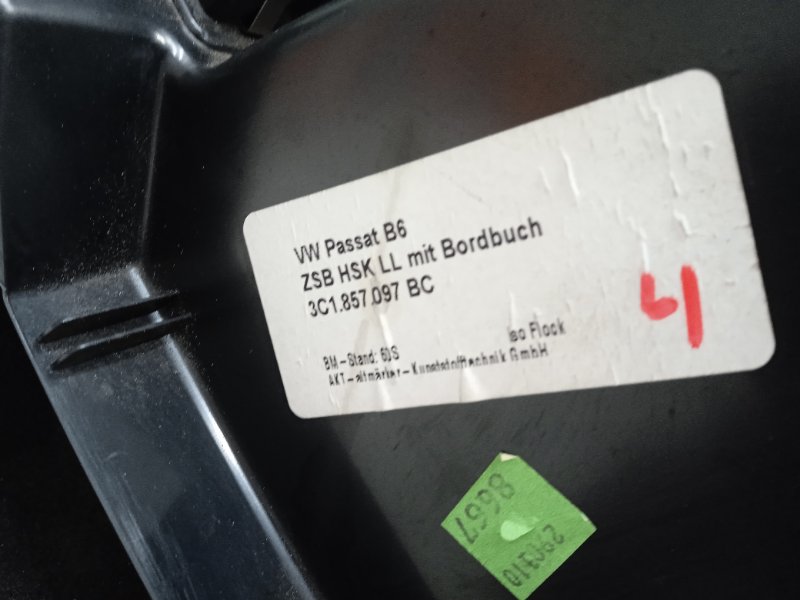 VW Passat B6
ZSB HSK LL mit Bordbuch
3C1.857.097 BC
4
Iso Flock
BM-Stand: 60S
AKT-altmärker-Kunststofftechnik GmbH
8667
290310